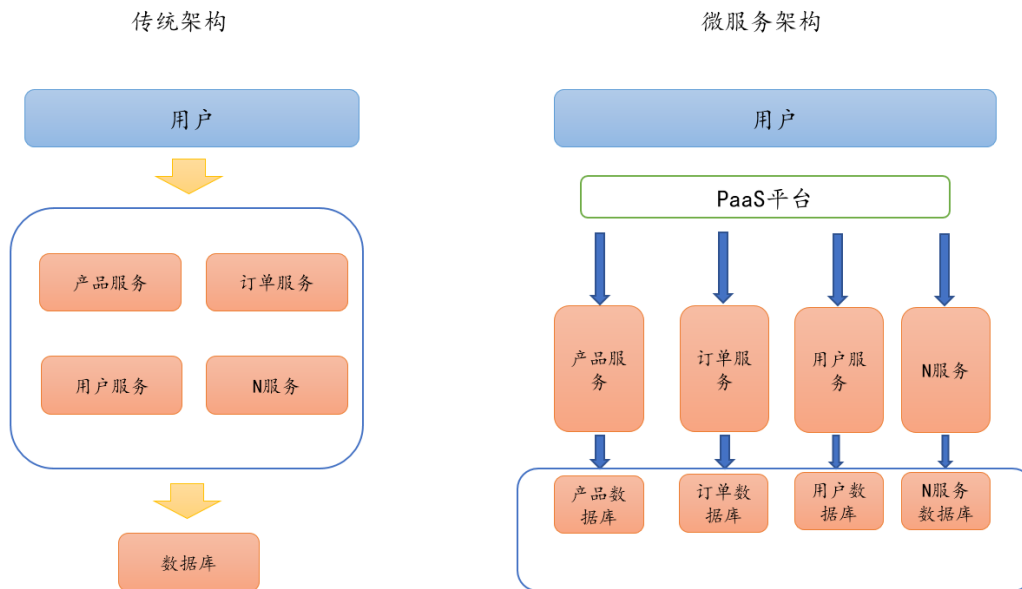 传统架构
用户
产品服务
订单服务
用户服务
N服务
数据库
微服务架构
用户
PaaS平台
产品服
务
订单服
务
用户服
务
N服务
产品数
据库
订单数
据库
用户数
据库
N服务
数据库